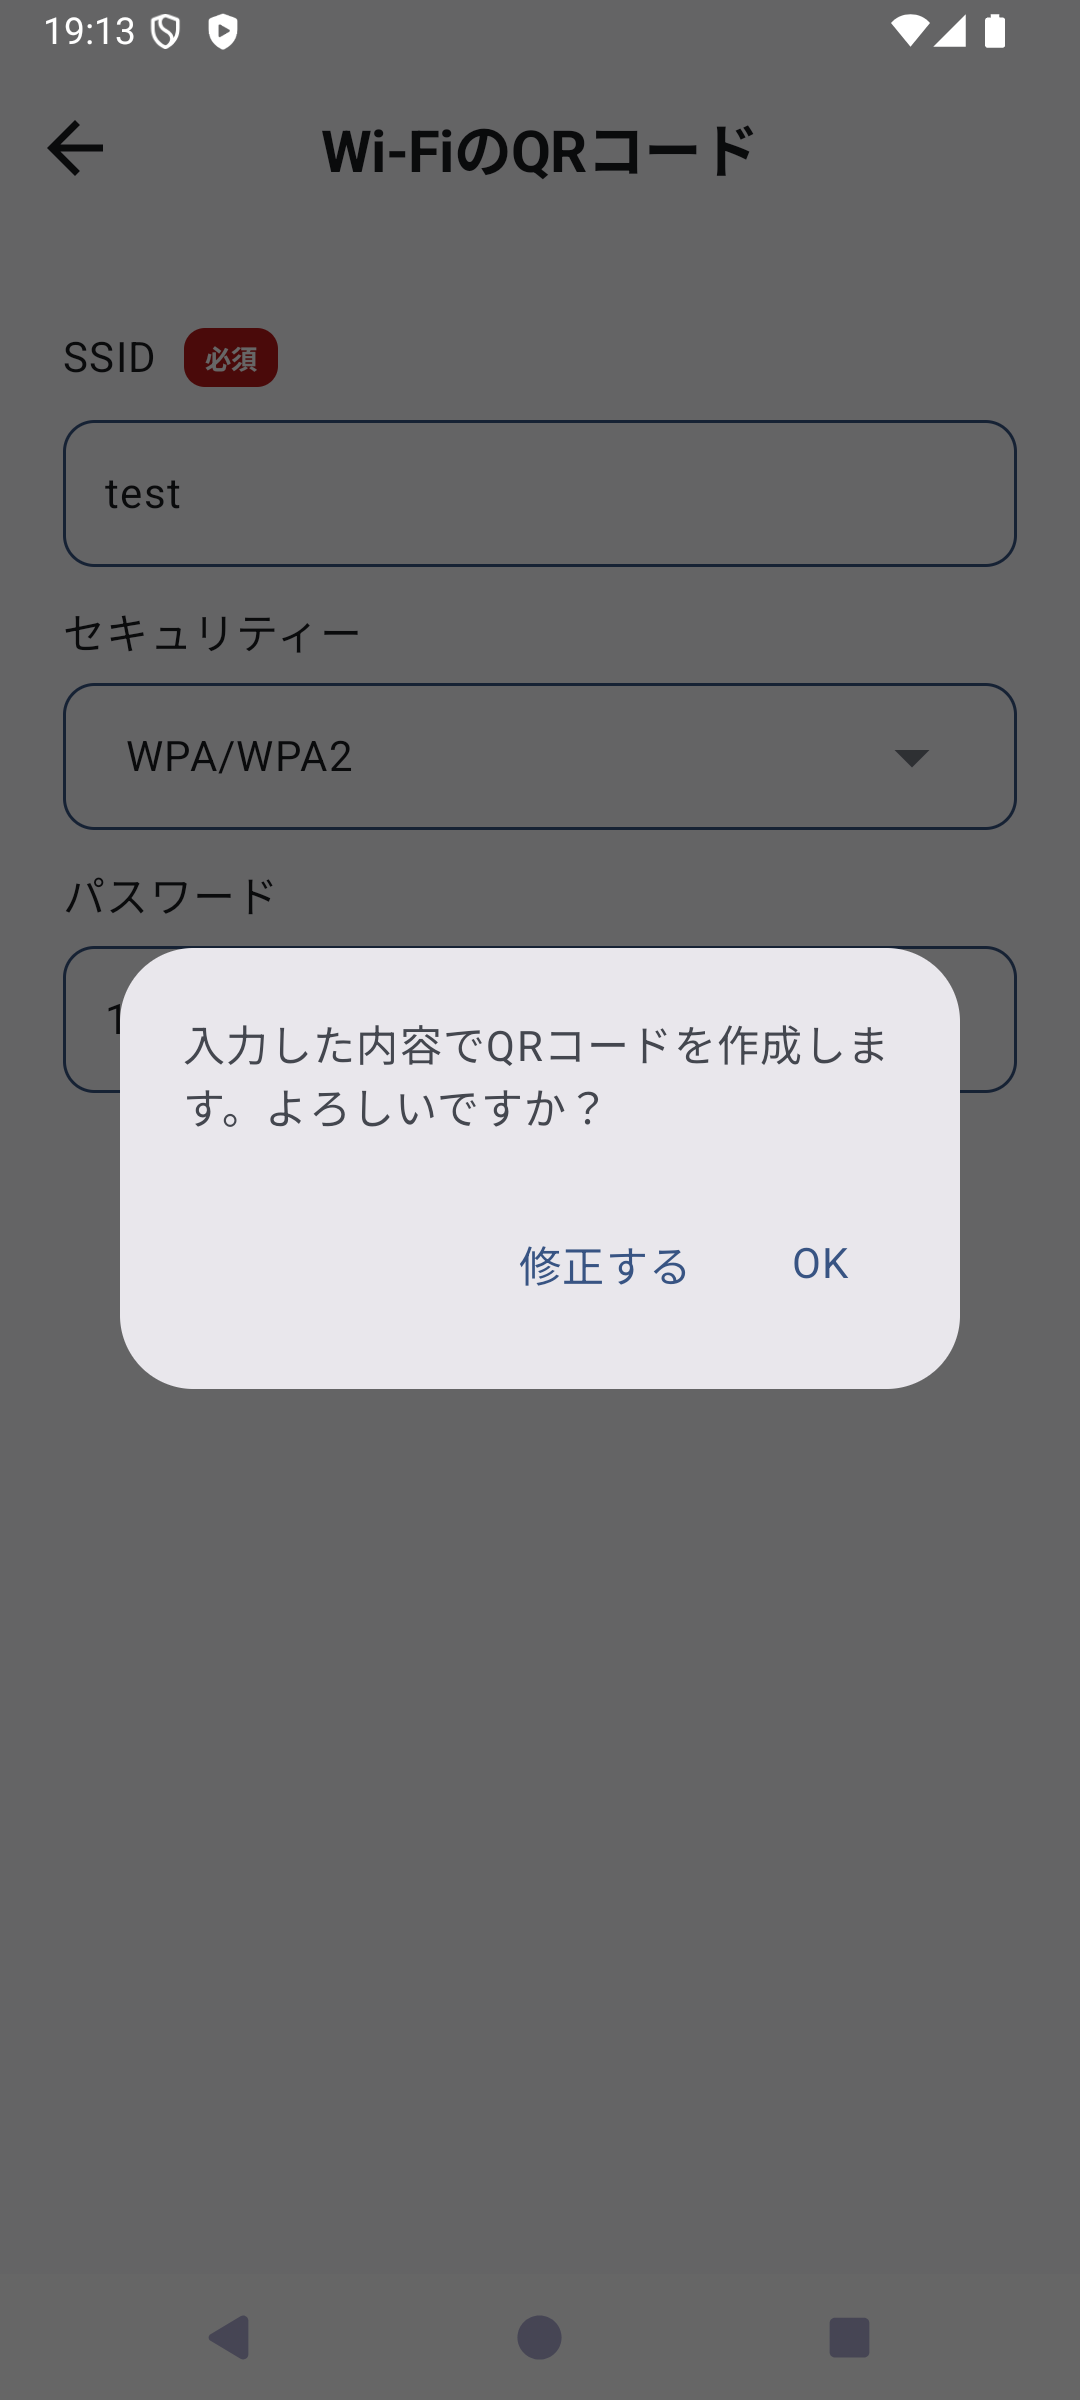 19:13
Wi-FiのQRコード
SSID 必須
test
セキュリティー
WPA/WPA2
パスワード
入力した内容でQRコードを作成しま
す。よろしいですか？
修正する OK